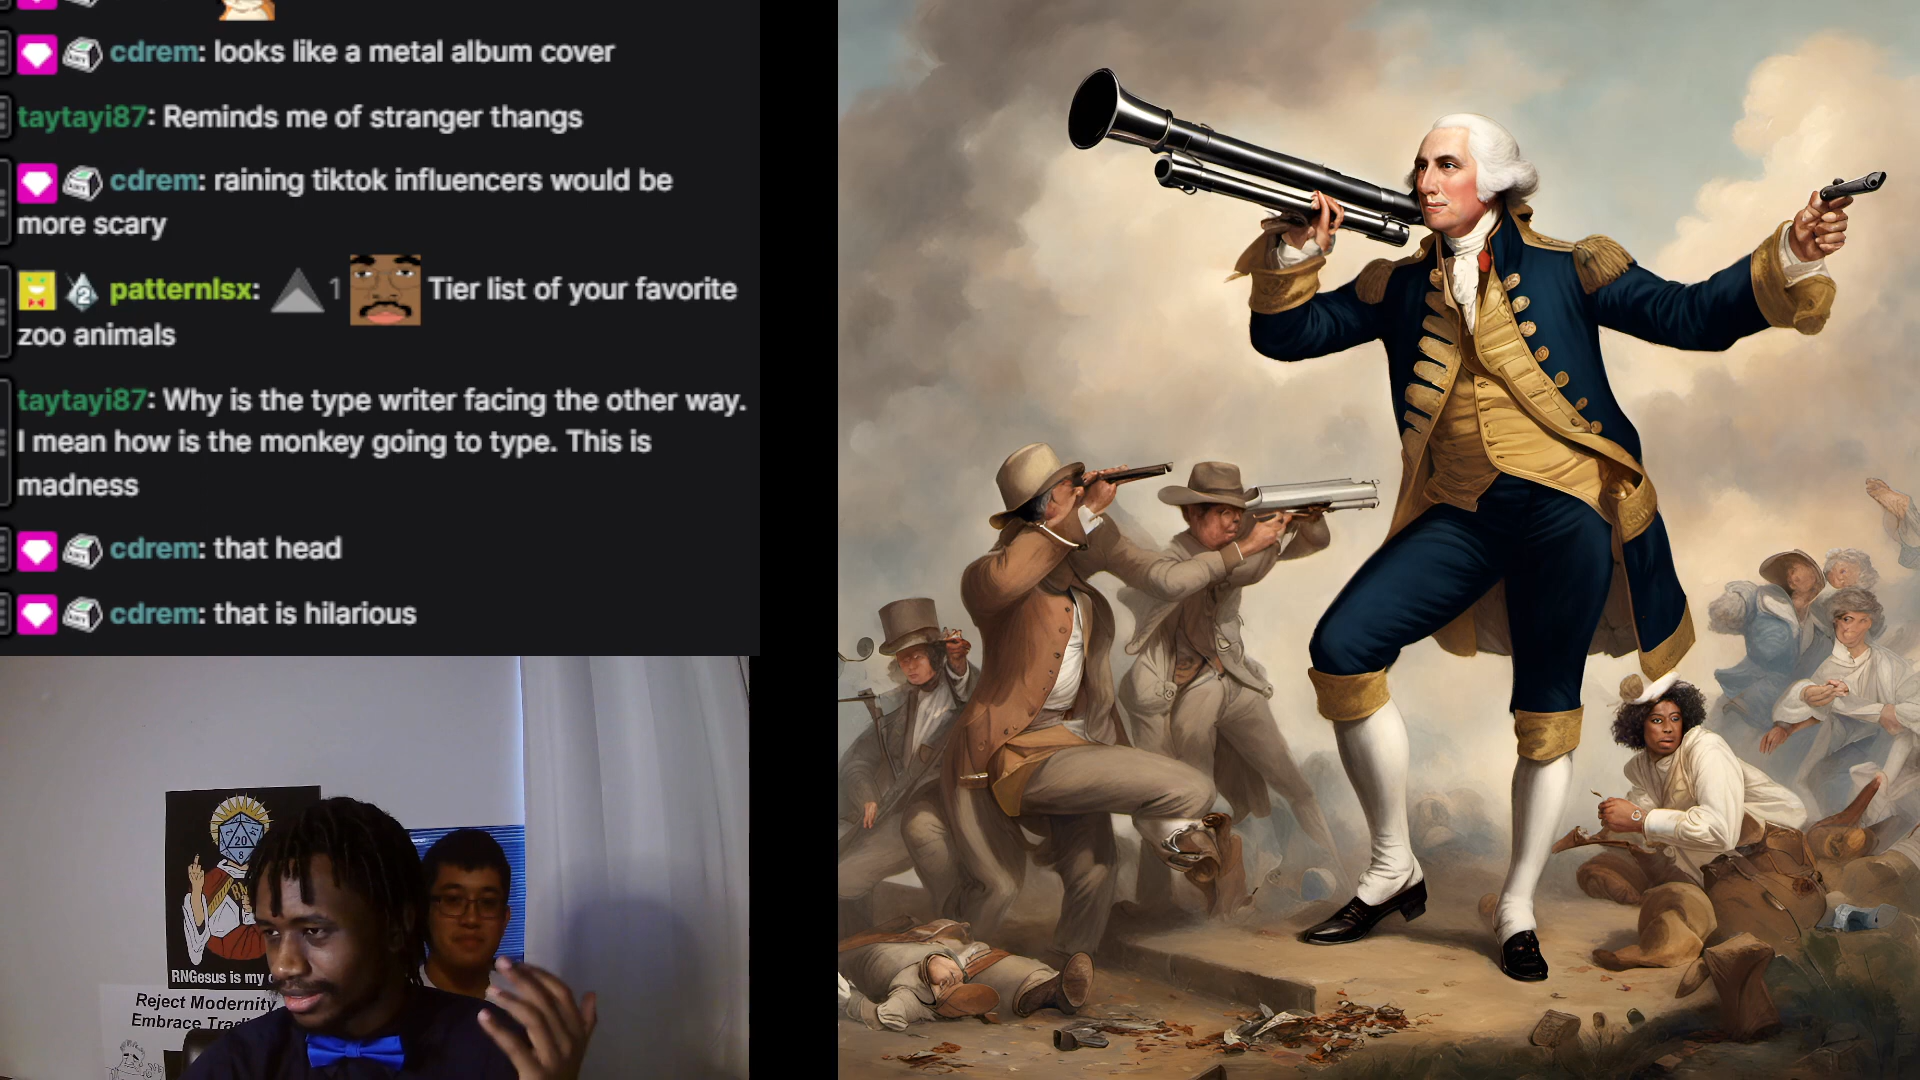 cdrem: looks like a metal album cover
taytayi87: Reminds me of stranger thangs
cdrem: raining tiktok influencers would be
more scary
patternlsx: 1 Tier list of your favorite
zoo animals
taytayi87: Why is the type writer facing the other way.
I mean how is the monkey going to type. This is
madness
cdrem: that head
cdrem: that is hilarious
20
8
RNGesus is my
Reject Modernity
Embrace